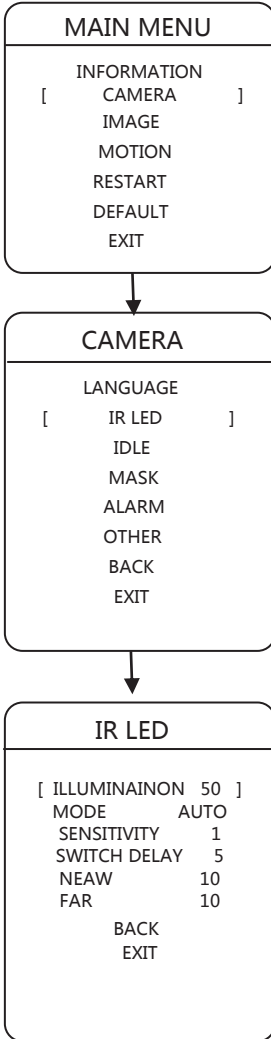 MAIN MENU
INFORMATION
[ CAMERA ]
IMAGE
MOTION
RESTART
DEFAULT
EXIT
CAMERA
LANGUAGE
[ IR LED ]
IDLE
MASK
ALARM
OTHER
BACK
EXIT
IR LED
[ ILLUMINAINON 50 ]
MODE AUTO
SENSITIVITY 1
SWITCH DELAY 5
NEAW 10
FAR 10
BACK
EXIT